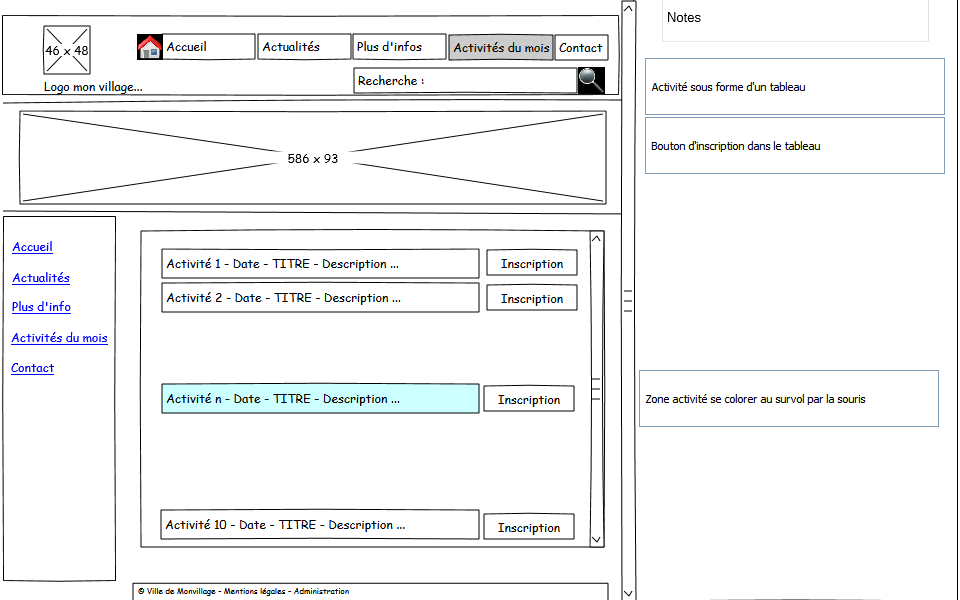 Notes
46 x 48
Accueil
Actualités
Plus d'infos
Activités du mois
Contact
Recherche :
Logo mon village...
Activité sous forme d'un tableau
Bouton d'inscription dans le tableau
586 x 93
Accueil
Actualités
Plus d'info
Activités du mois
Contact
Activité 1 - Date - TITRE - Description ...
Inscription
Activité 2 - Date - TITRE - Description ...
Inscription
Activité n - Date - TITRE - Description ...
Inscription
Zone activité se colorer au survol par la souris
Activité 10 - Date - TITRE - Description ...
Inscription
© Ville de Monvillage - Mentions légales - Administration